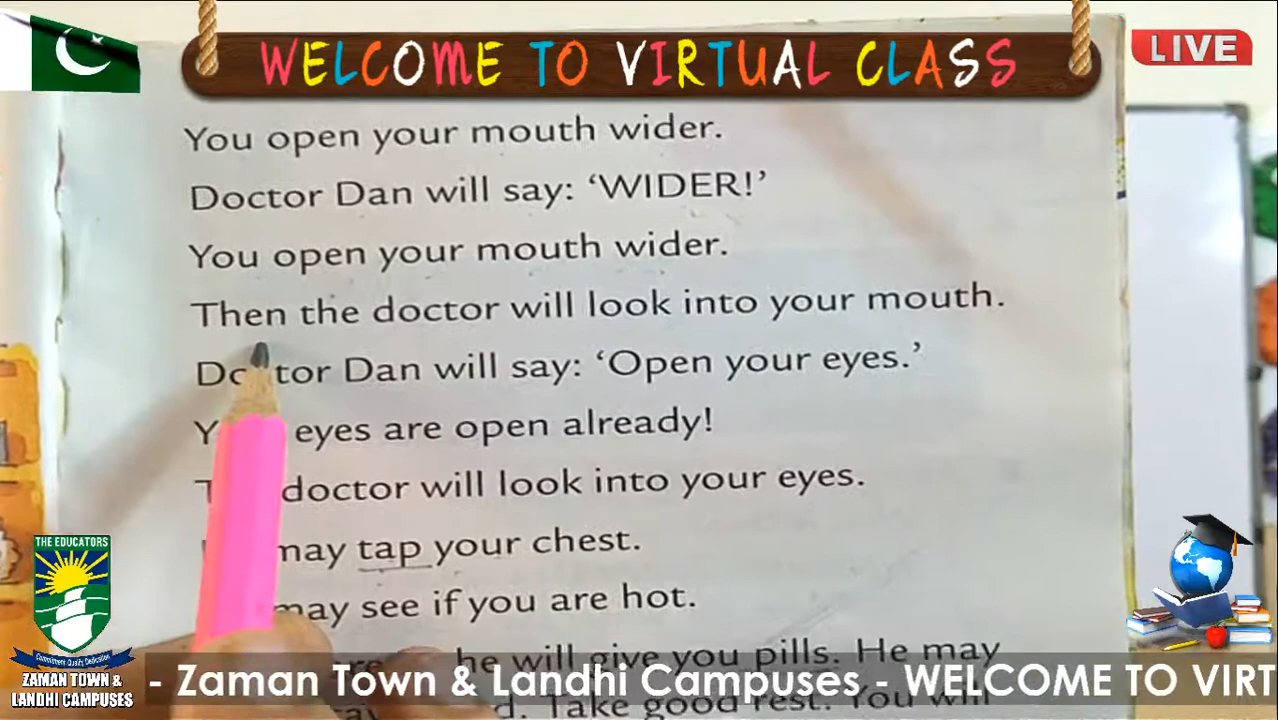 WELCOME TO VIRTUAL CLASS
LIVE
You open your mouth wider.
Doctor Dan will say: ‘WIDER!’
You open your mouth wider.
Then the doctor will look into your mouth.
Doctor Dan will say: ‘Open your eyes.’
eyes are open already!
doctor will look into your eyes.
may tap your chest.
may see if you are hot.
he will give you pills. He may
Take good rest. You will
THE EDUCATORS
Commitment Quality Dedication
ZAMAN TOWN &
LANDHI CAMPUSES
- Zaman Town & Landhi Campuses - WELCOME TO VIRT